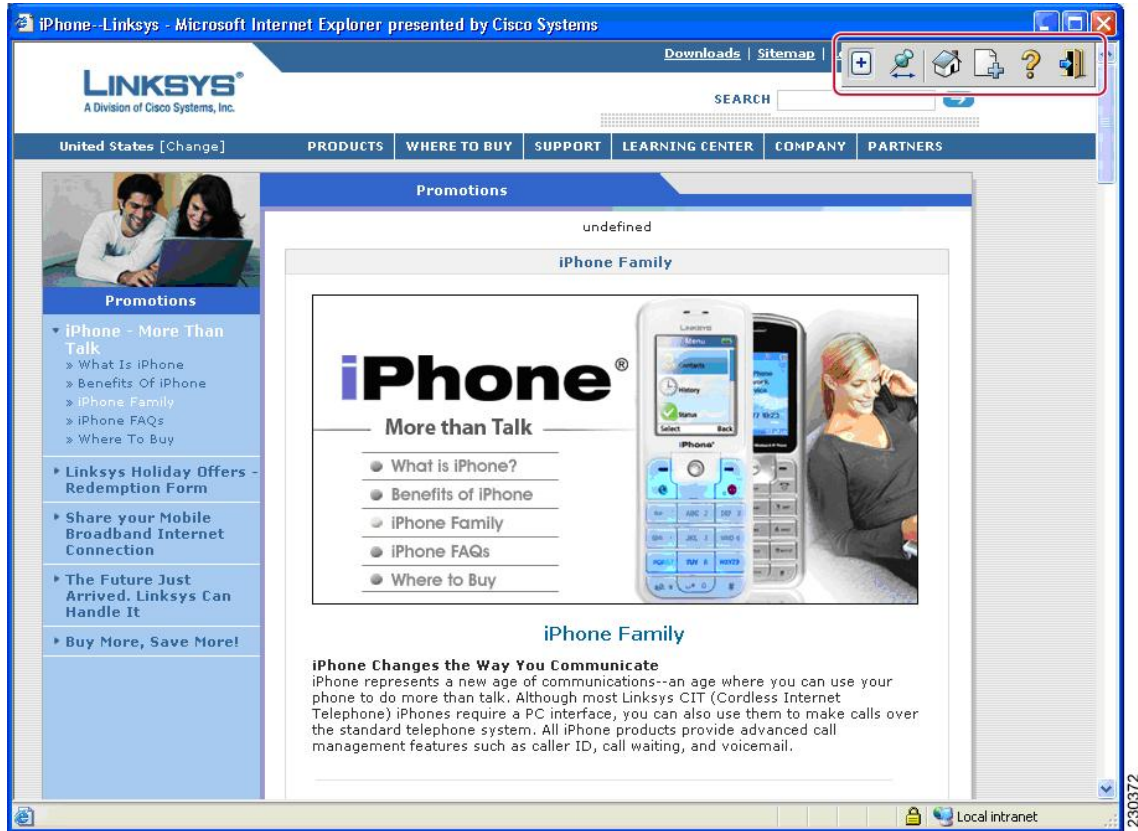 iPhone--Linksys - Microsoft Internet Explorer presented by Cisco Systems
Downloads | Sitemap |
LINKSYS®
A Division of Cisco Systems, Inc.
SEARCH
United States [Change]
PRODUCTS
WHERE TO BUY
SUPPORT
LEARNING CENTER
COMPANY
PARTNERS
Promotions
undefined
iPhone Family
Promotions
iPhone - More Than
Talk
» What Is iPhone
» Benefits Of iPhone
» iPhone Family
» iPhone FAQs
» Where To Buy
Linksys Holiday Offers -
Redemption Form
Share your Mobile
Broadband Internet
Connection
The Future Just
Arrived. Linksys Can
Handle It
Buy More, Save More!
iPhone®
More than Talk
What is iPhone?
Benefits of iPhone
iPhone Family
iPhone FAQs
Where to Buy
LINKSYS
Menu
Contacts
History
Status
Select Back
iPhone
iPhone Family
iPhone Changes the Way You Communicate
iPhone represents a new age of communications--an age where you can use your
phone to do more than talk. Although most Linksys CIT (Cordless Internet
Telephone) iPhones require a PC interface, you can also use them to make calls over
the standard telephone system. All iPhone products provide advanced call
management features such as caller ID, call waiting, and voicemail.
Local intranet
230372